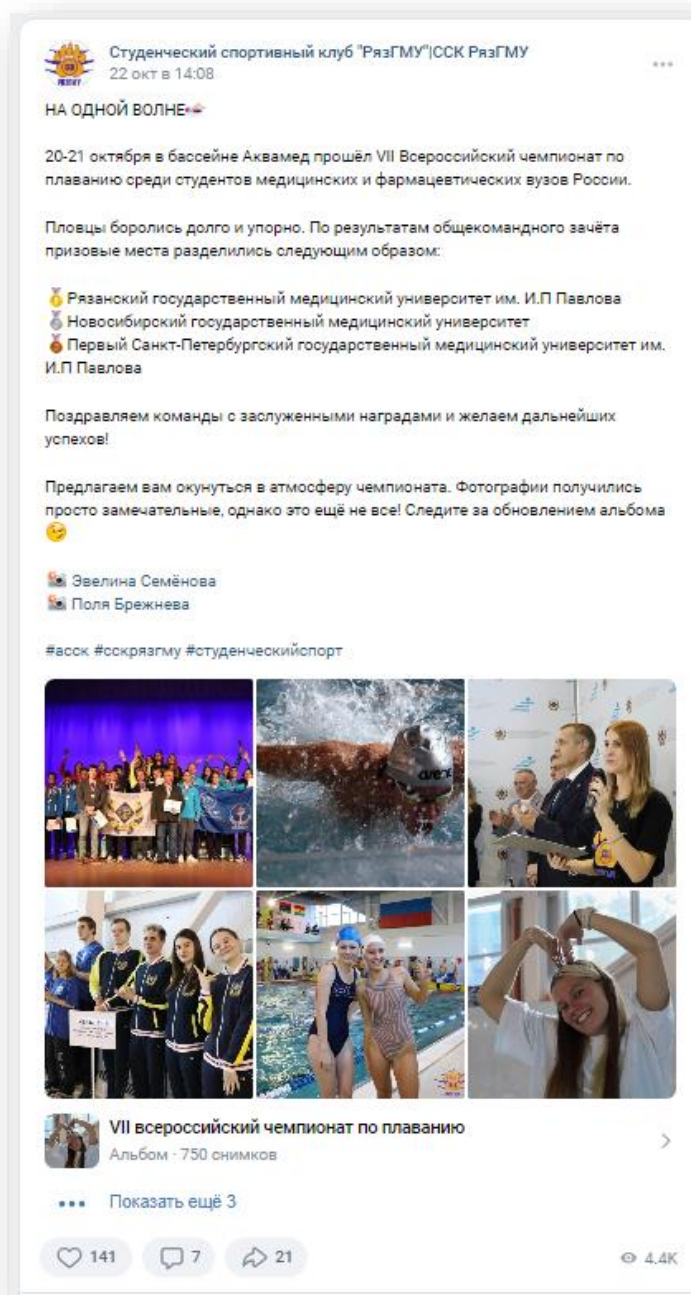 Студенческий спортивный клуб "РязГМУ"|ССК РязГМУ
22 окт в 14:08
НА ОДНОЙ ВОЛНЕ
20-21 октября в бассейне Аквамед прошёл VII Всероссийский чемпионат по
плаванию среди студентов медицинских и фармацевтических вузов России.
Пловцы боролись долго и упорно. По результатам общекомандного зачёта
призовые места разделились следующим образом:
Рязанский государственный медицинский университет им. И.П Павлова
Новосибирский государственный медицинский университет
Первый Санкт-Петербургский государственный медицинский университет им.
И.П Павлова
Поздравляем команды с заслуженными наградами и желаем дальнейших
успехов!
Предлагаем вам окунуться в атмосферу чемпионата. Фотографии получились
просто замечательные, однако это ещё не все! Следите за обновлением альбома
Эвелина Семёнова
Поля Брежнева
#асск #сскрязгму #студенческийспорт
arena
VII всероссийский чемпионат по плаванию
Альбом · 750 снимков
Показать ещё 3
141
7
21
4.4K